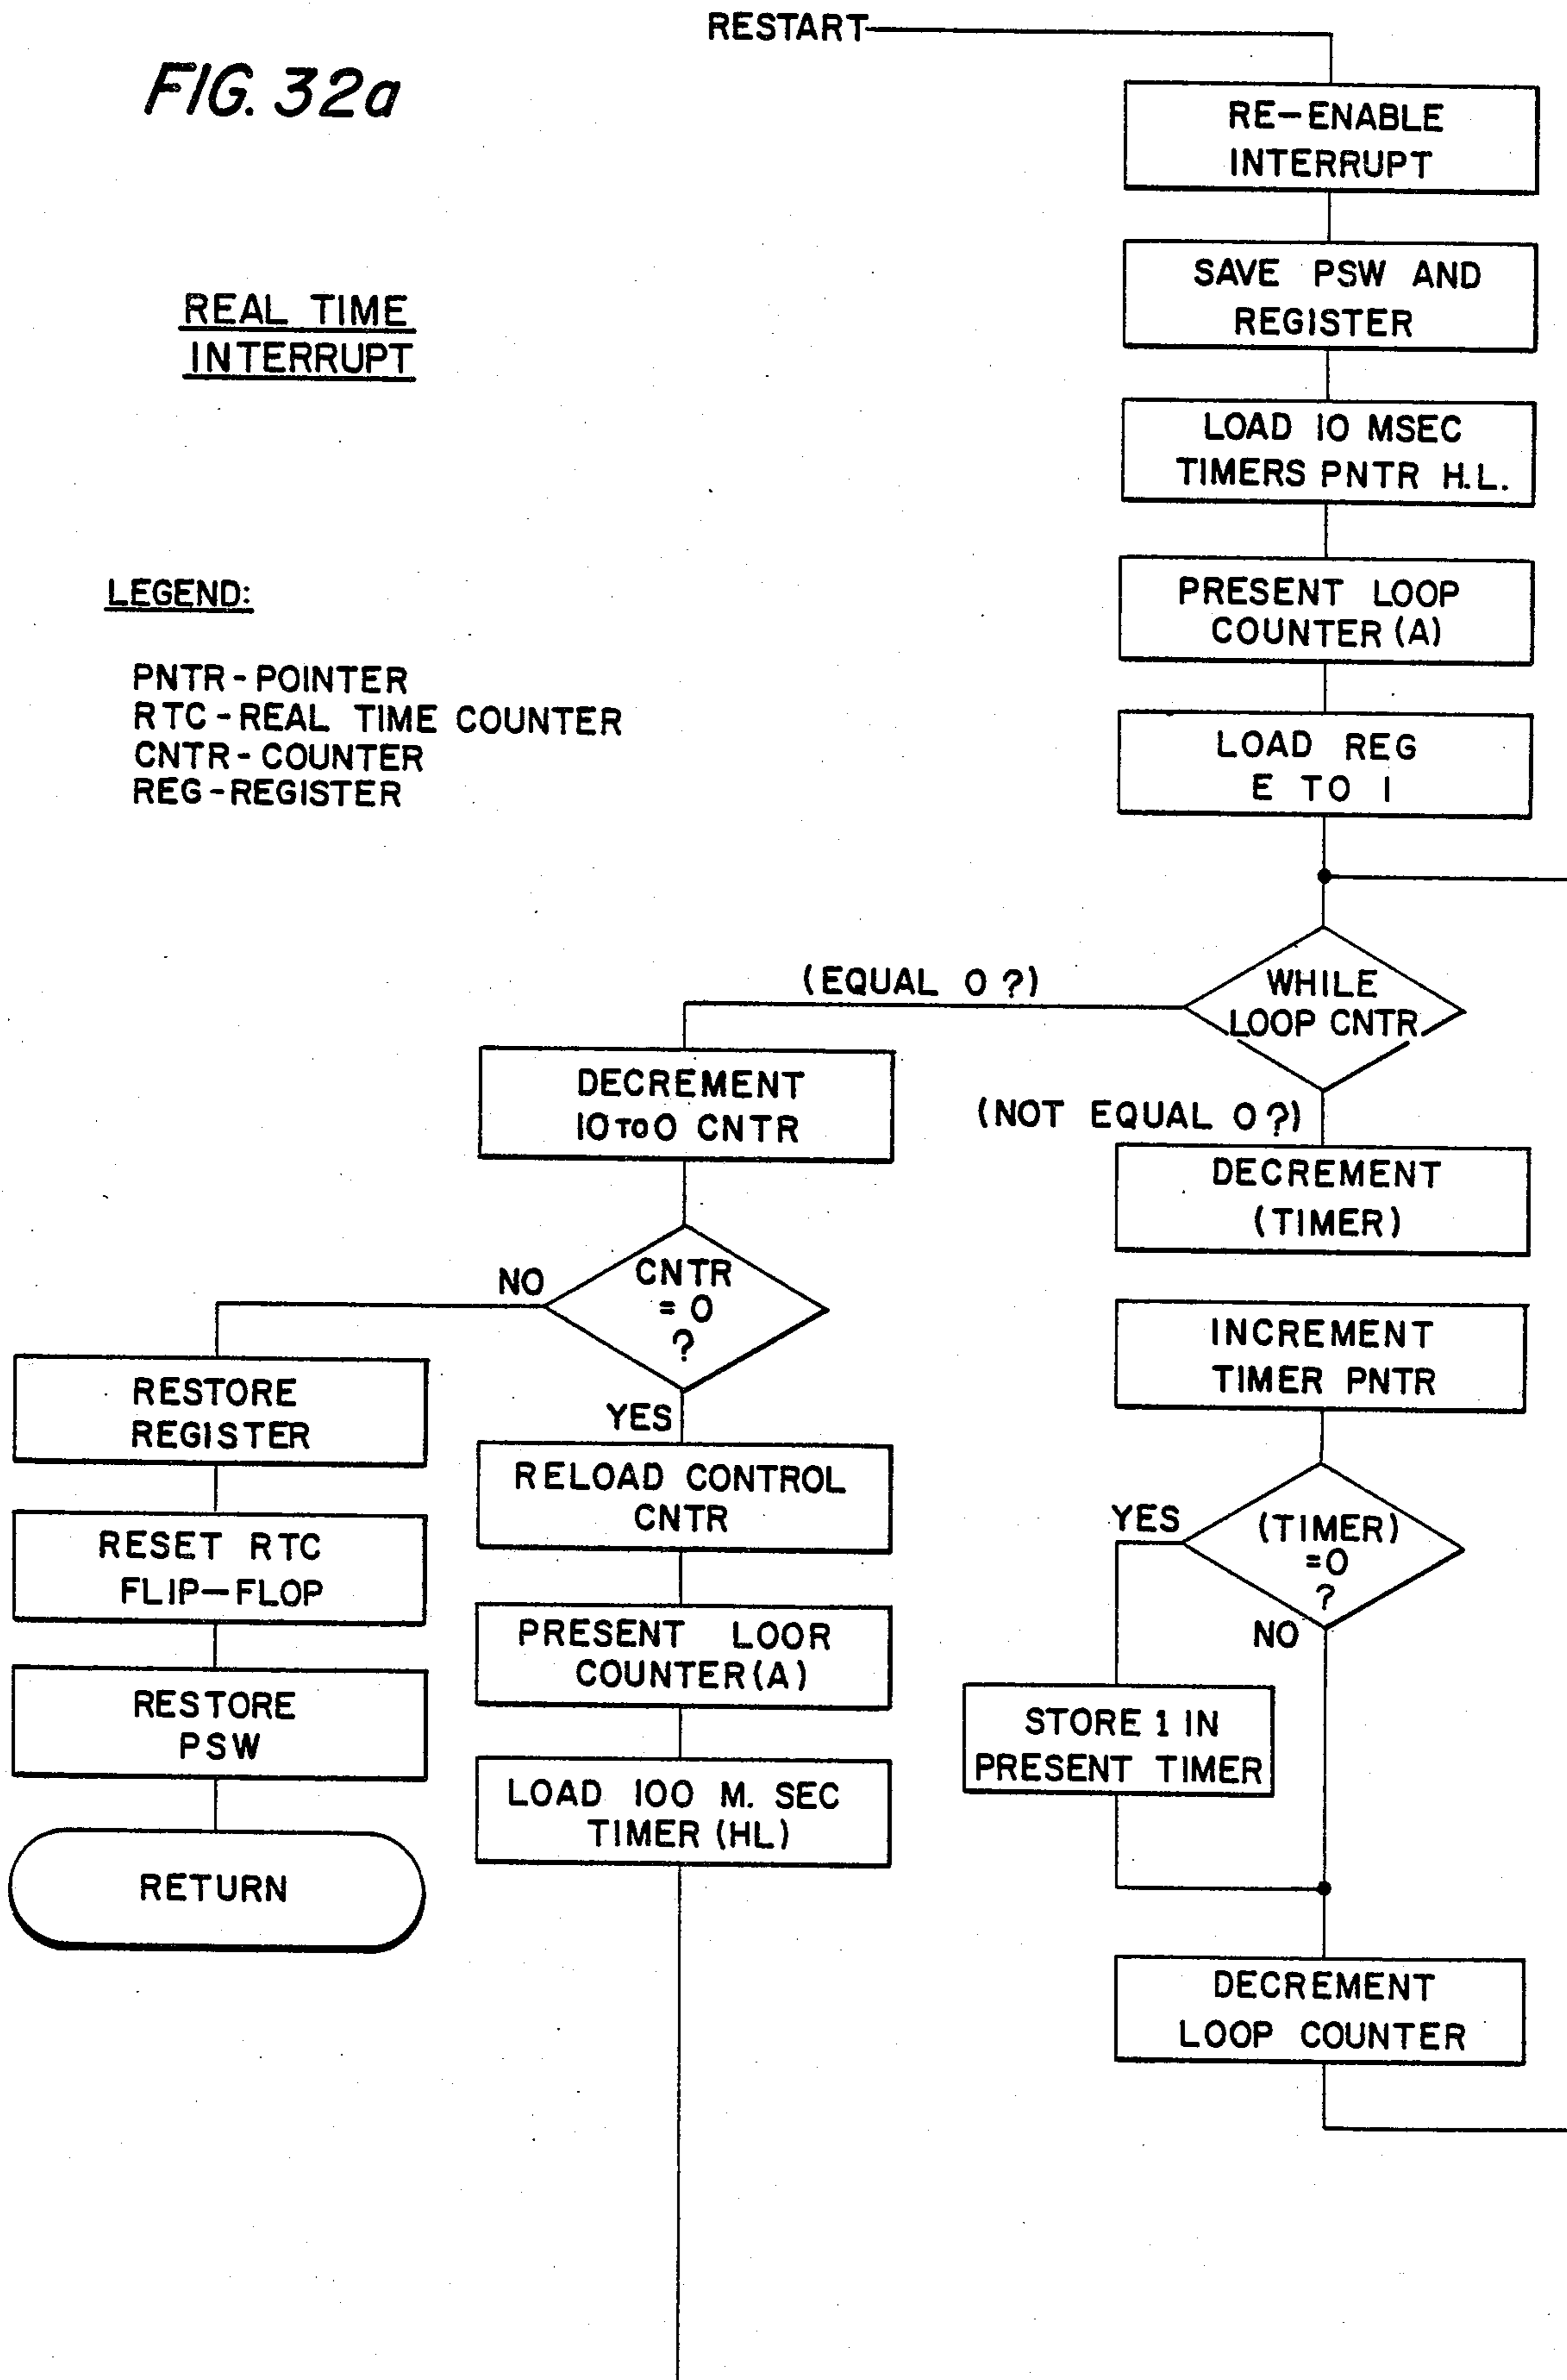 RESTART
FIG. 32a
REAL TIME
INTERRUPT
LEGEND:
PNTR-POINTER
RTC-REAL TIME COUNTER
CNTR-COUNTER
REG-REGISTER
RE-ENABLE
INTERRUPT
SAVE PSW AND
REGISTER
LOAD 10 MSEC
TIMERS PNTR H.L.
PRESENT LOOP
COUNTER (A)
LOAD REG
E TO 1
WHILE
LOOP CNTR
(EQUAL 0?)
(NOT EQUAL 0?)
DECREMENT
10 TO 0 CNTR
CNTR
= 0
?
NO
YES
RESTORE
REGISTER
RESET RTC
FLIP-FLOP
RESTORE
PSW
RETURN
RELOAD CONTROL
CNTR
PRESENT LOOR
COUNTER (A)
LOAD 100 M. SEC
TIMER (HL)
DECREMENT
(TIMER)
INCREMENT
TIMER PNTR
(TIMER)
=0
?
YES
NO
STORE 1 IN
PRESENT TIMER
DECREMENT
LOOP COUNTER